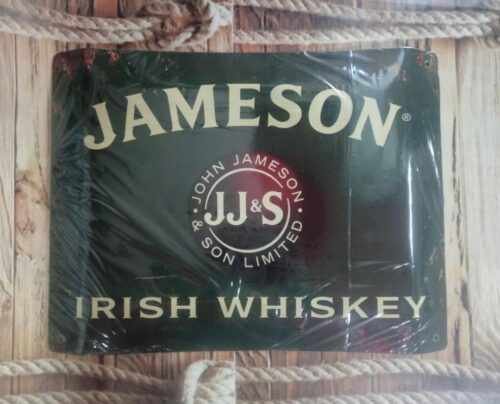 JAMESON®
· JOHN JAMESON ·
JJ&S
& SON LIMITED
IRISH WHISKEY